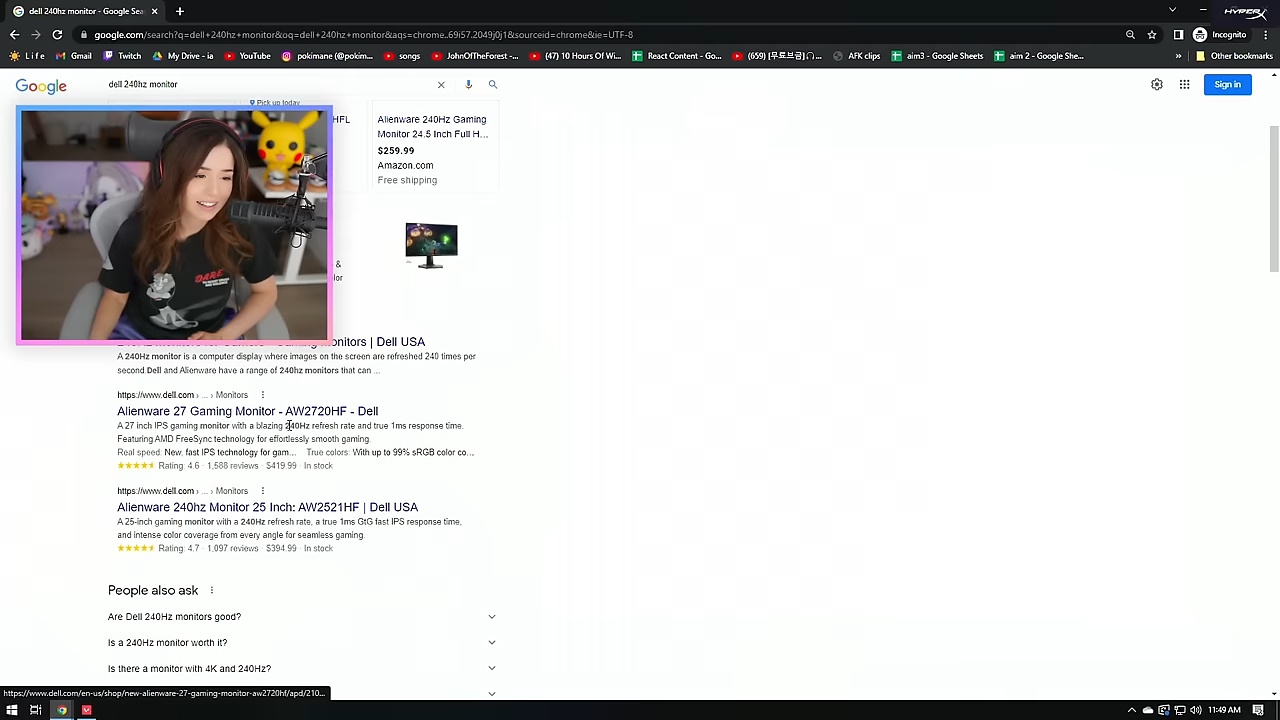 dell 240hz monitor - Google Sea
HYPERX
google.com/search?q=dell+240hz+monitor&oq=dell+240hz+monitor&aqs=chrome..69i57.2049j0j1&sourceid=chrome&ie=UTF-8
Incognito
L i f e
Gmail
Twitch
My Drive - ia
YouTube
pokimane (@pokim...
songs
JohnOfTheForest -...
(47) 10 Hours Of Wi...
React Content - Go...
AFK clips
aim3 - Google Sheets
aim 2 - Google She...
Other bookmarks
Google
dell 240hz monitor
Sign in
Pick up today
HFL
Alienware 240Hz Gaming
Monitor 24.5 Inch Full H...
$259.99
Amazon.com
Free shipping
&
lor
DARE
onitors | Dell USA
A 240Hz monitor is a computer display where images on the screen are refreshed 240 times per
second.Dell and Alienware have a range of 240hz monitors that can ...
https://www.dell.com › ... › Monitors
Alienware 27 Gaming Monitor - AW2720HF - Dell
A 27 inch IPS gaming monitor with a blazing 240Hz refresh rate and true 1ms response time.
Featuring AMD FreeSync technology for effortlessly smooth gaming.
Real speed: New, fast IPS technology for gam... True colors: With up to 99% sRGB color co...
Rating: 4.6 · 1,588 reviews · $419.99 · In stock
https://www.dell.com › ... › Monitors
Alienware 240hz Monitor 25 Inch: AW2521HF | Dell USA
A 25-inch gaming monitor with a 240Hz refresh rate, a true 1ms GtG fast IPS response time,
and intense color coverage from every angle for seamless gaming.
Rating: 4.7 · 1,097 reviews · $394.99 · In stock
People also ask
Are Dell 240Hz monitors good?
Is a 240Hz monitor worth it?
Is there a monitor with 4K and 240Hz?
https://www.dell.com/en-us/shop/new-alienware-27-gaming-monitor-aw2720hf/apd/210...
11:49 AM